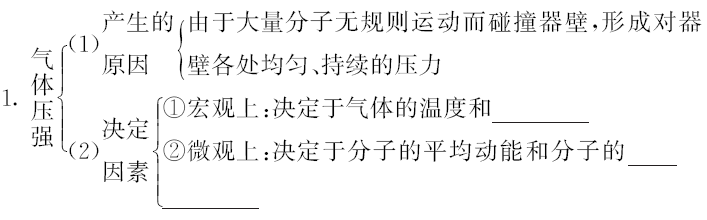 1. 气体压强
(1) 产生的原因
由于大量分子无规则运动而碰撞器壁,形成对器
壁各处均匀、持续的压力
(2) 决定因素
①宏观上:决定于气体的温度和________
②微观上:决定于分子的平均动能和分子的____
________